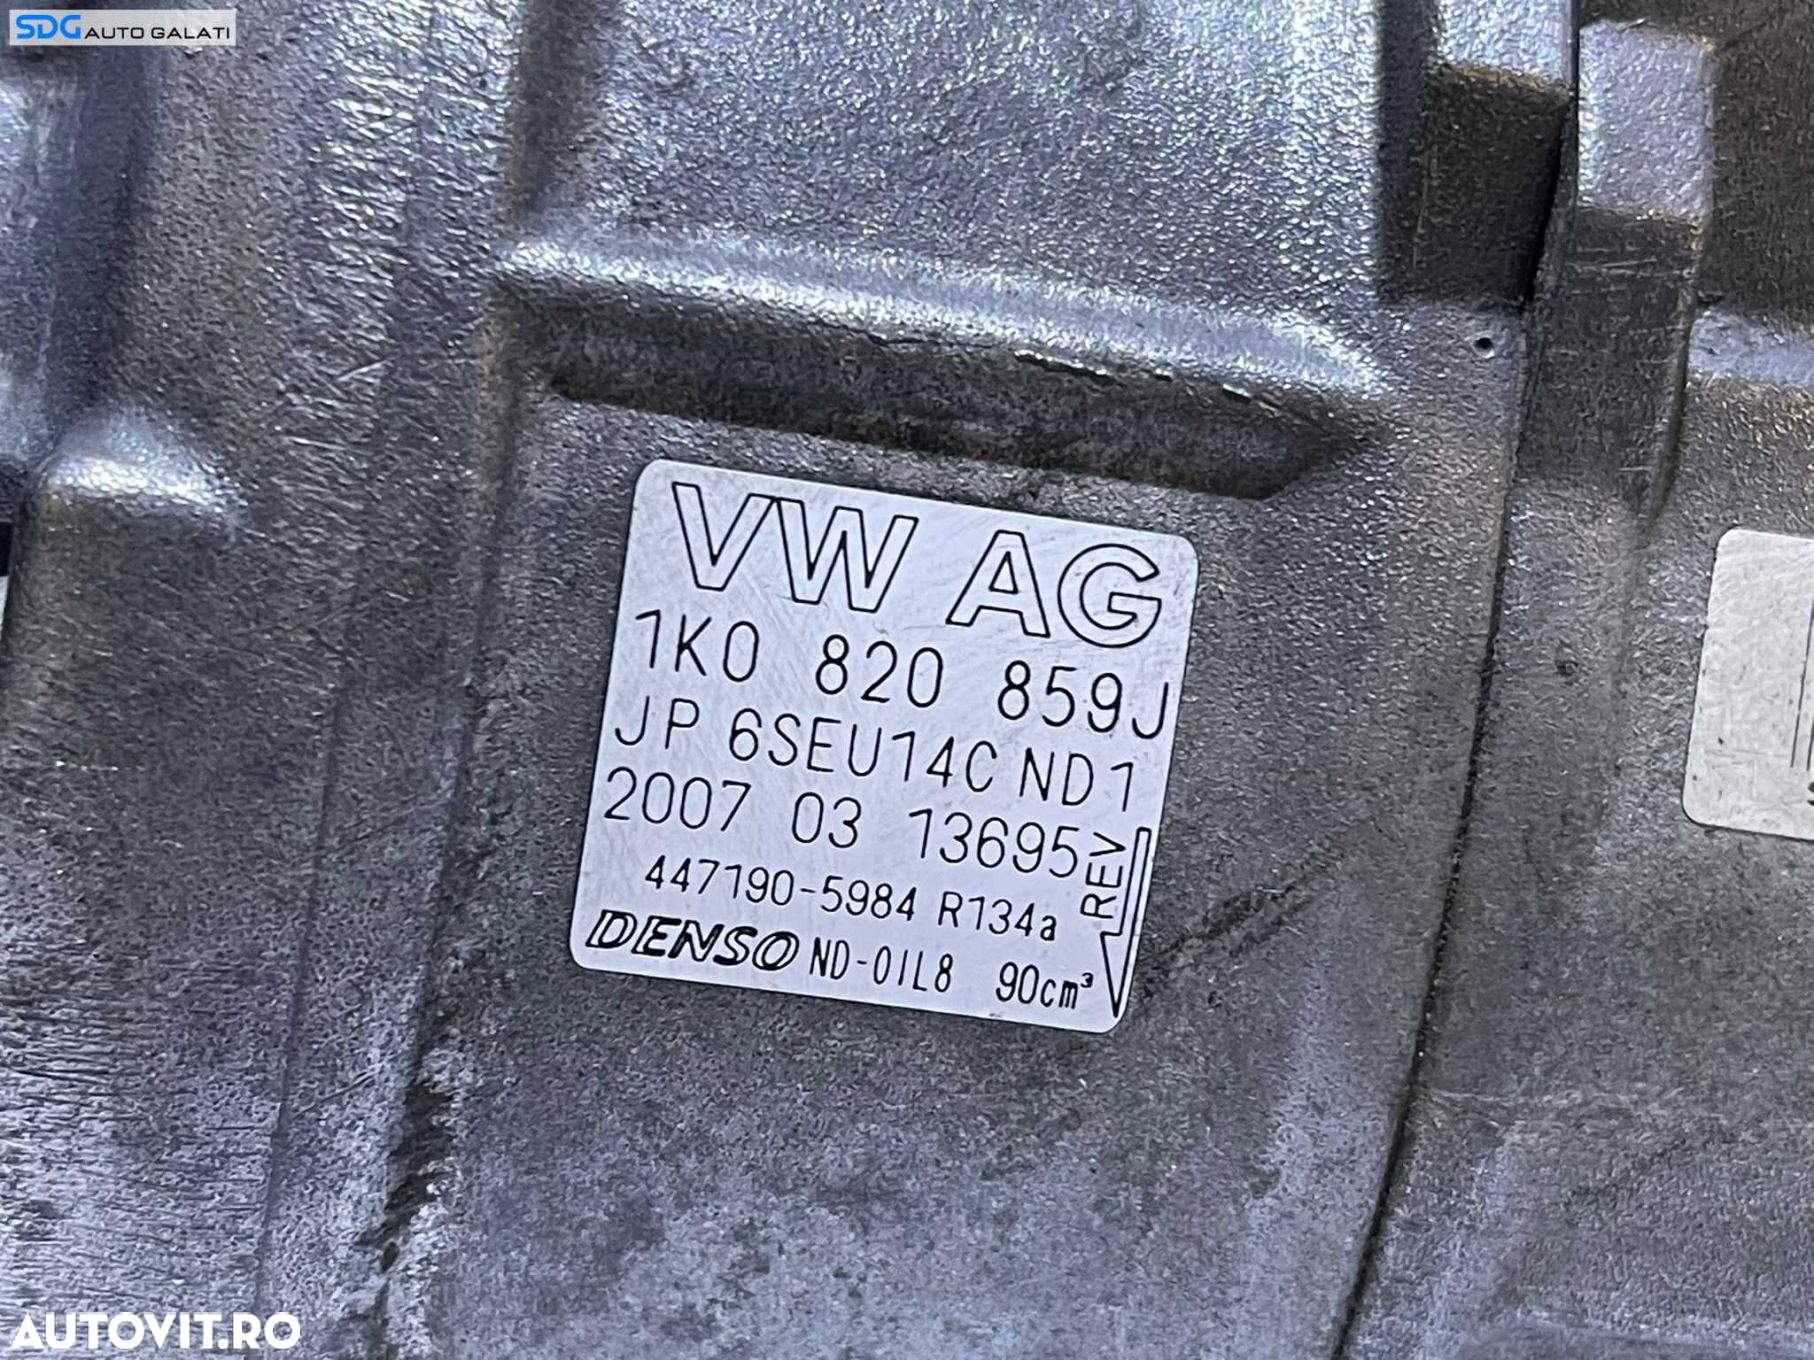 SDG AUTO GALATI
VW AG
1K0 820 859J
JP 6SEU14C ND1
2007 03 13695
REV
447190-5984 R134a
DENSO ND-OIL8 90cm³
AUTOVIT.RO